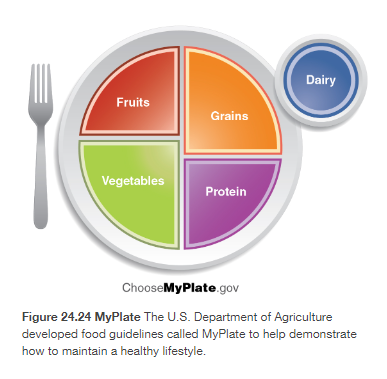 Fruits
Grains
Dairy
Vegetables
Protein
ChooseMyPlate.gov
Figure 24.24 MyPlate The U.S. Department of Agriculture
developed food guidelines called MyPlate to help demonstrate
how to maintain a healthy lifestyle.